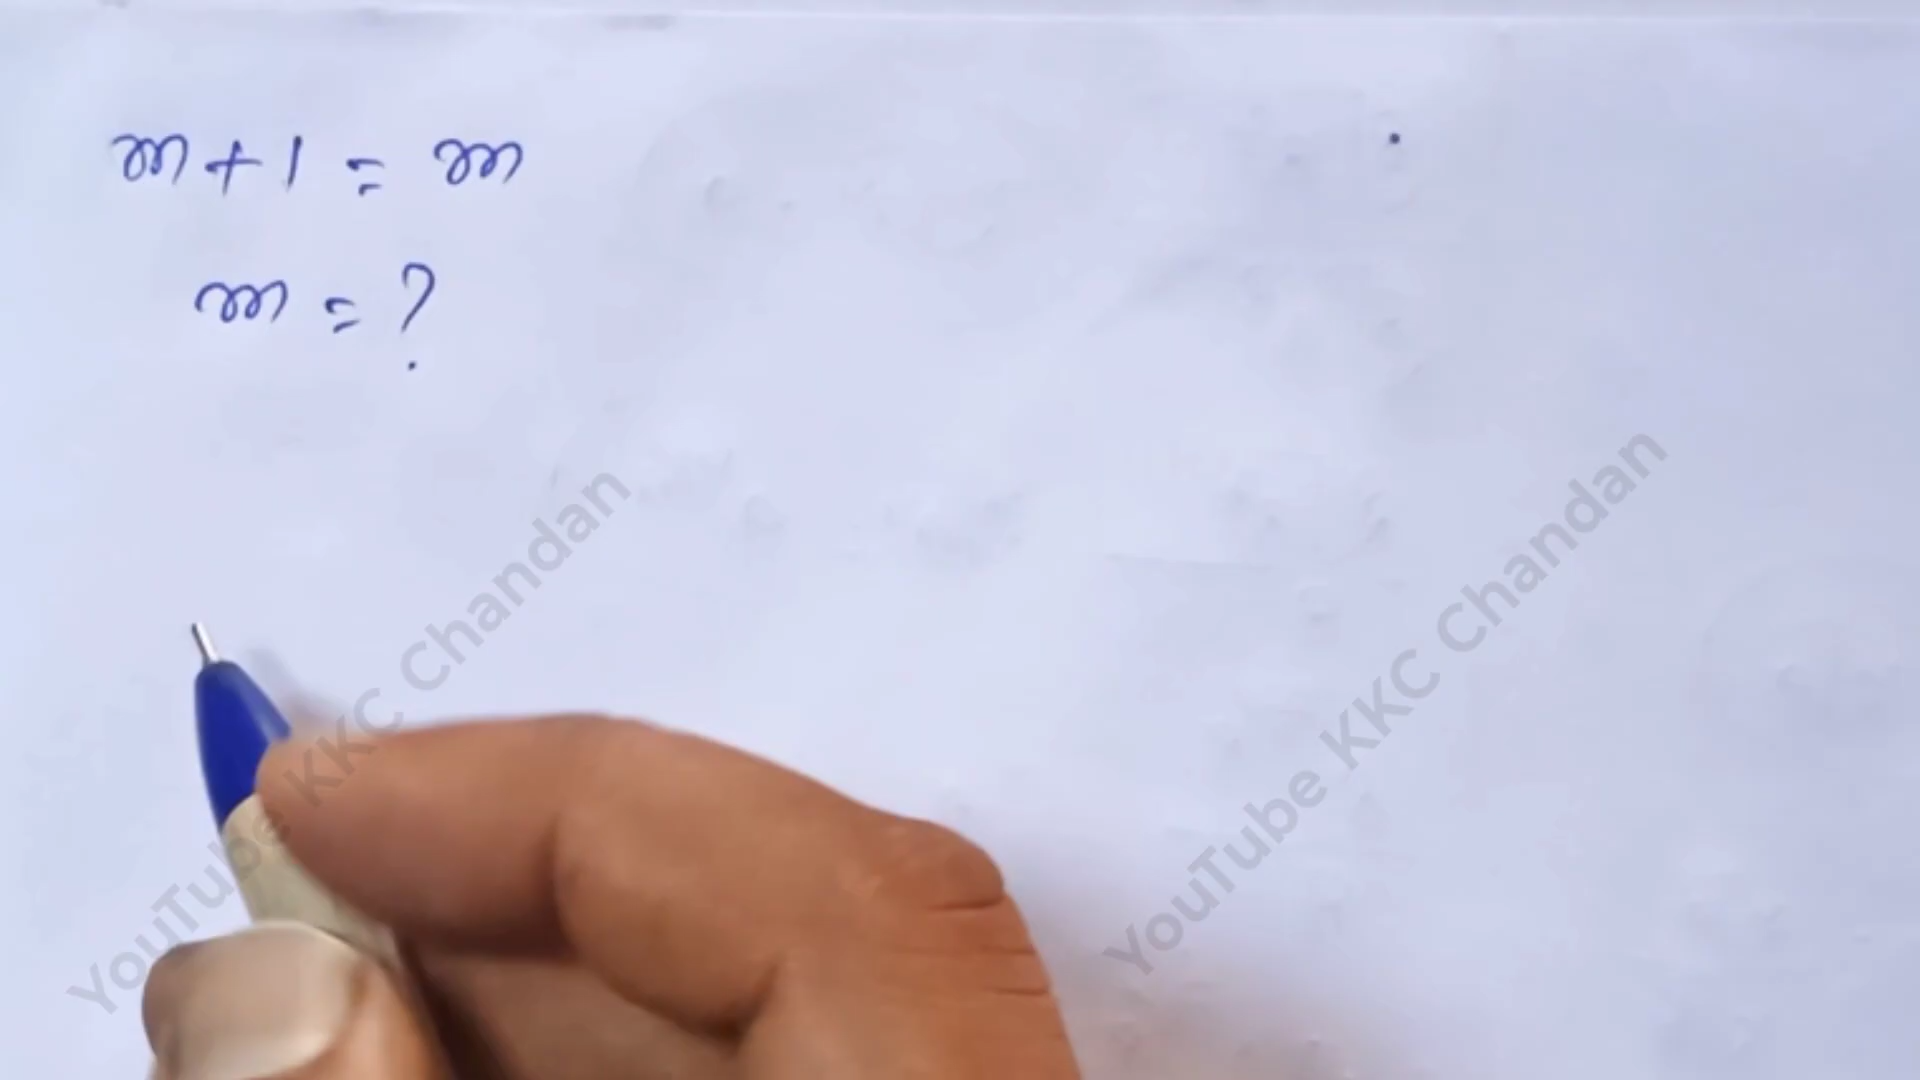 m + 1 = m
m = ?
YouTube KKC Chandan
YouTube KKC Chandan